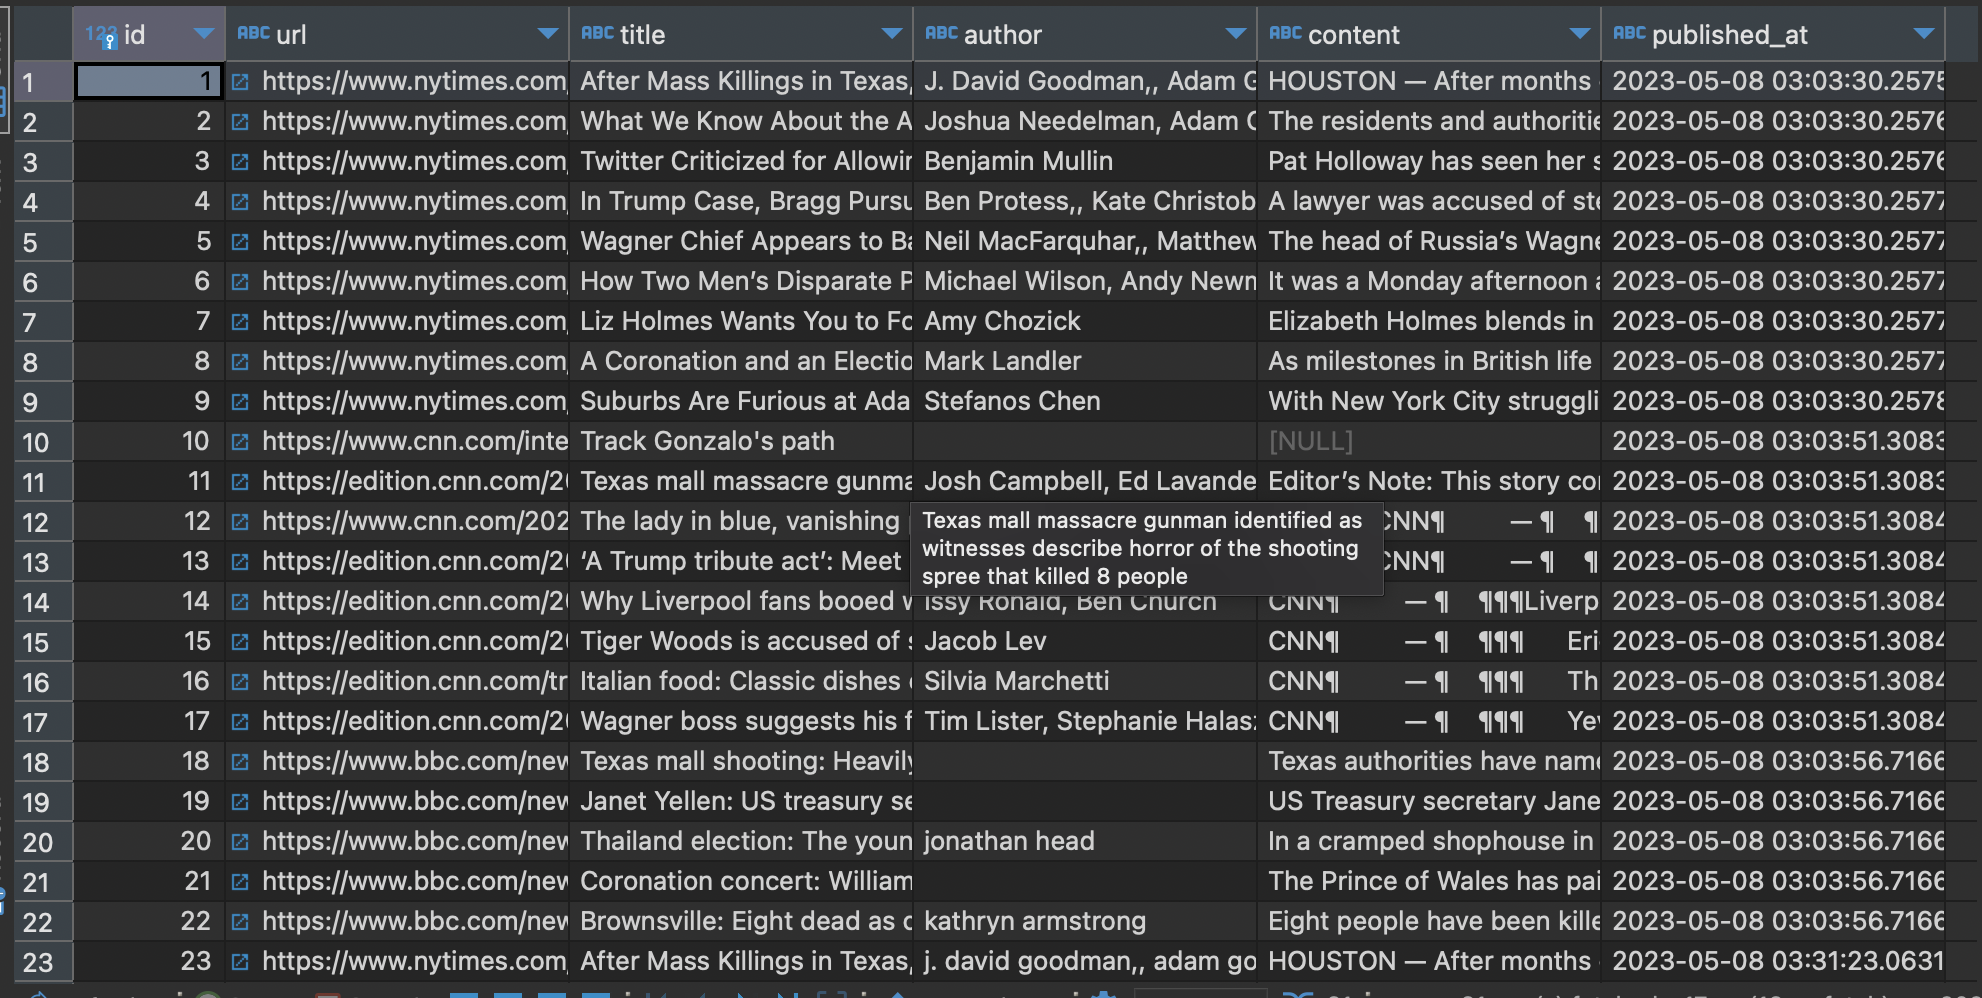 123 id ABC url ABC title ABC author ABC content ABC published_at
1 1 https://www.nytimes.com After Mass Killings in Texas, J. David Goodman,, Adam G HOUSTON — After months 2023-05-08 03:03:30.2575
2 2 https://www.nytimes.com What We Know About the A Joshua Needelman, Adam The residents and authoritie 2023-05-08 03:03:30.2576
3 3 https://www.nytimes.com Twitter Criticized for Allowin Benjamin Mullin Pat Holloway has seen her s 2023-05-08 03:03:30.2576
4 4 https://www.nytimes.com In Trump Case, Bragg Pursu Ben Protess,, Kate Christob A lawyer was accused of ste 2023-05-08 03:03:30.2577
5 5 https://www.nytimes.com Wagner Chief Appears to Ba Neil MacFarquhar,, Matthew The head of Russia’s Wagne 2023-05-08 03:03:30.2577
6 6 https://www.nytimes.com How Two Men’s Disparate P Michael Wilson, Andy Newm It was a Monday afternoon a 2023-05-08 03:03:30.2577
7 7 https://www.nytimes.com Liz Holmes Wants You to Fo Amy Chozick Elizabeth Holmes blends in 2023-05-08 03:03:30.2577
8 8 https://www.nytimes.com A Coronation and an Electio Mark Landler As milestones in British life 2023-05-08 03:03:30.2577
9 9 https://www.nytimes.com Suburbs Are Furious at Ada Stefanos Chen With New York City struggli 2023-05-08 03:03:30.2578
10 10 https://www.cnn.com/inte Track Gonzalo's path [NULL] 2023-05-08 03:03:51.3083
11 11 https://edition.cnn.com/20 Texas mall massacre gunma Josh Campbell, Ed Lavande Editor’s Note: This story co 2023-05-08 03:03:51.3083
12 12 https://www.cnn.com/202 The lady in blue, vanishing CNN¶ — ¶ ¶ 2023-05-08 03:03:51.3084
Texas mall massacre gunman identified as
witnesses describe horror of the shooting
spree that killed 8 people
13 13 https://edition.cnn.com/20 ‘A Trump tribute act’: Meet CNN¶ — ¶ ¶ 2023-05-08 03:03:51.3084
14 14 https://edition.cnn.com/20 Why Liverpool fans booed w Issy Ronald, Ben Church CNN¶ — ¶ ¶¶¶Liverp 2023-05-08 03:03:51.3084
15 15 https://edition.cnn.com/20 Tiger Woods is accused of s Jacob Lev CNN¶ — ¶ ¶¶¶ Eri 2023-05-08 03:03:51.3084
16 16 https://edition.cnn.com/tr Italian food: Classic dishes Silvia Marchetti CNN¶ — ¶ ¶¶¶ Th 2023-05-08 03:03:51.3084
17 17 https://edition.cnn.com/20 Wagner boss suggests his f Tim Lister, Stephanie Halasz CNN¶ — ¶ ¶¶¶ Yev 2023-05-08 03:03:51.3084
18 18 https://www.bbc.com/new Texas mall shooting: Heavily Texas authorities have name 2023-05-08 03:03:56.7166
19 19 https://www.bbc.com/new Janet Yellen: US treasury se US Treasury secretary Jane 2023-05-08 03:03:56.7166
20 20 https://www.bbc.com/new Thailand election: The youn jonathan head In a cramped shophouse in 2023-05-08 03:03:56.7166
21 21 https://www.bbc.com/new Coronation concert: William The Prince of Wales has pai 2023-05-08 03:03:56.7166
22 22 https://www.bbc.com/new Brownsville: Eight dead as c kathryn armstrong Eight people have been kille 2023-05-08 03:03:56.7166
23 23 https://www.nytimes.com After Mass Killings in Texas, j. david goodman,, adam go HOUSTON — After months 2023-05-08 03:31:23.0631